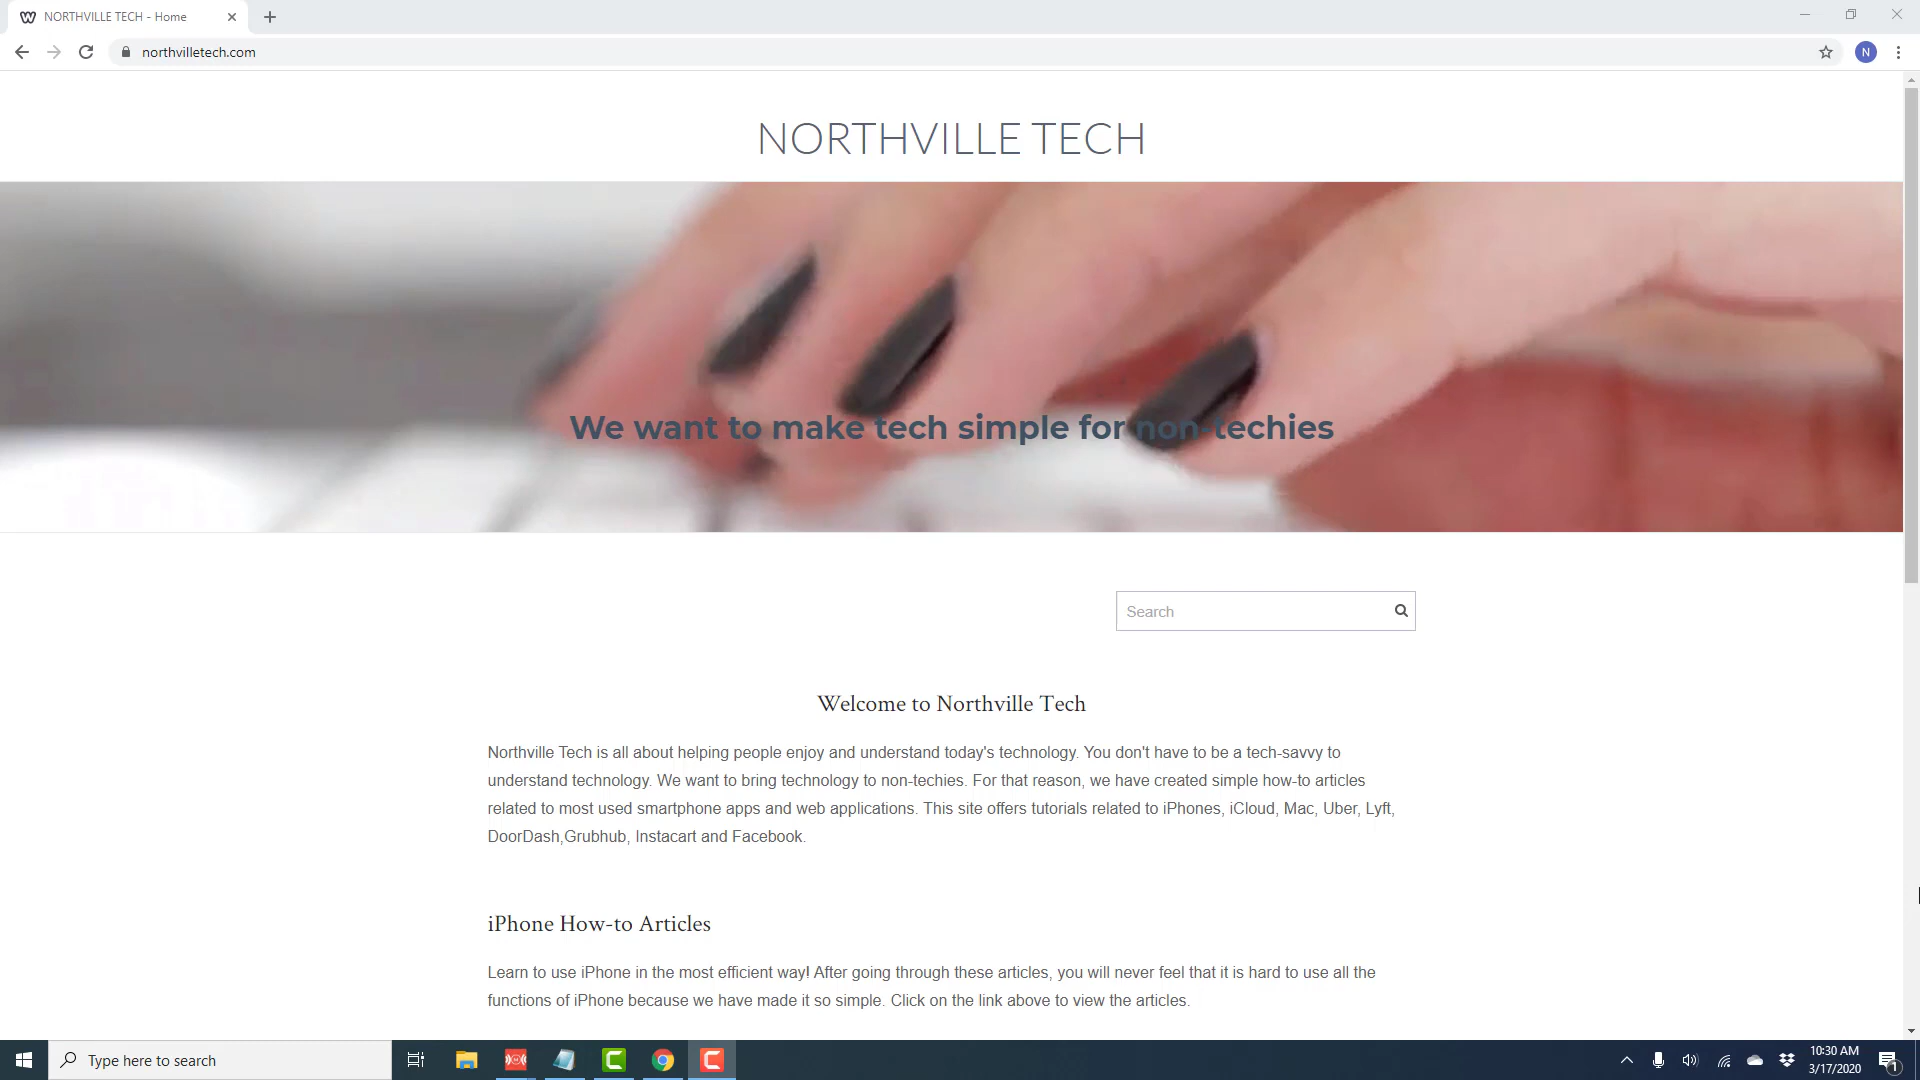 NORTHVILLE TECH - Home
northvilletech.com
N
NORTHVILLE TECH
We want to make tech simple for non-techies
Search
Welcome to Northville Tech
Northville Tech is all about helping people enjoy and understand today's technology. You don't have to be a tech-savvy to
understand technology. We want to bring technology to non-techies. For that reason, we have created simple how-to articles
related to most used smartphone apps and web applications. This site offers tutorials related to iPhones, iCloud, Mac, Uber, Lyft,
DoorDash,Grubhub, Instacart and Facebook.
iPhone How-to Articles
Learn to use iPhone in the most efficient way! After going through these articles, you will never feel that it is hard to use all the
functions of iPhone because we have made it so simple. Click on the link above to view the articles.
Type here to search
10:30 AM
3/17/2020
1